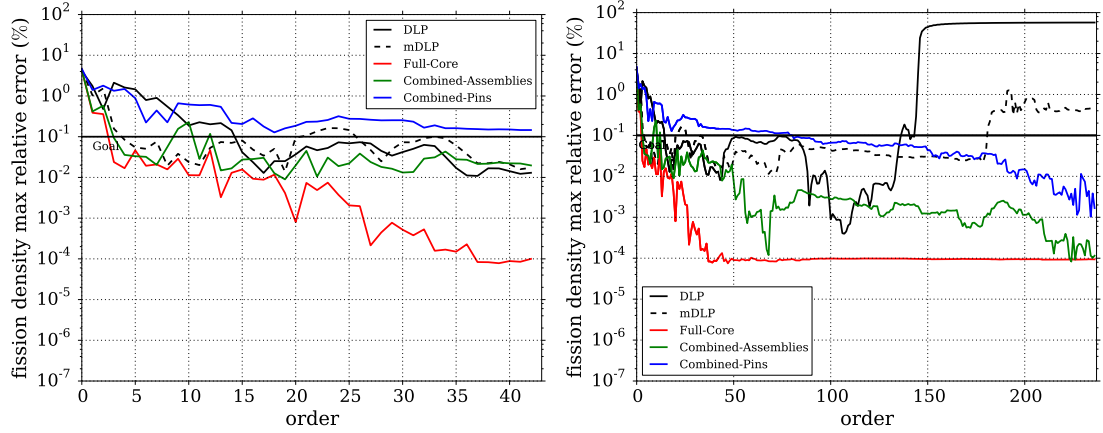 fission density max relative error (%)
10^2
10^1
10^0
10^-1
10^-2
10^-3
10^-4
10^-5
10^-6
10^-7
Goal
DLP
mDLP
Full-Core
Combined-Assemblies
Combined-Pins
0 5 10 15 20 25 30 35 40
order
fission density max relative error (%)
10^2
10^1
10^0
10^-1
10^-2
10^-3
10^-4
10^-5
10^-6
10^-7
DLP
mDLP
Full-Core
Combined-Assemblies
Combined-Pins
0 50 100 150 200
order